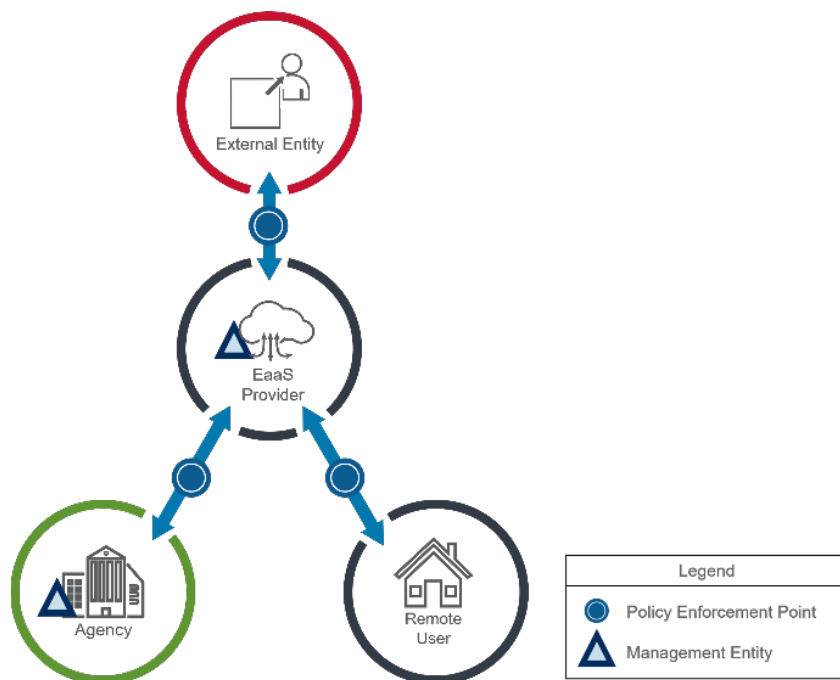 External Entity
EaaS
Provider
Agency
Remote
User
Legend
Policy Enforcement Point
Management Entity